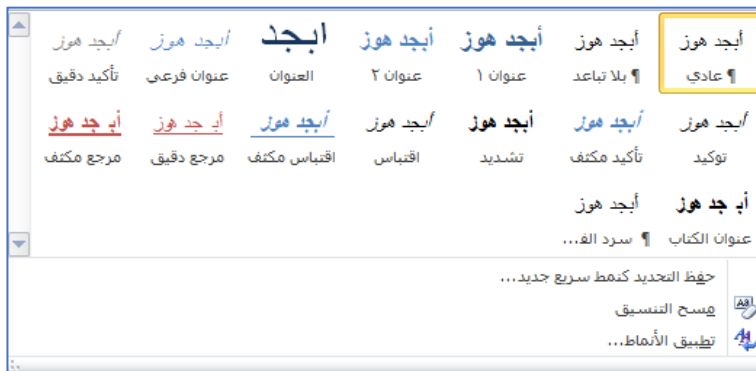 أبجد هوز أبجد هوز أبجد هوز أبجد هوز ابجد أبجد هوز أبجد هوز
¶ عادي ¶ بلا تباعد عنوان ١ عنوان ٢ العنوان عنوان فرعي تأكيد دقيق
أبجد هوز أبجد هوز أبجد هوز أبجد هوز أبجد هوز أبجد هوز أبجد هوز
توكيد تأكيد مكثف تشديد اقتباس اقتباس مكثف مرجع دقيق مرجع مكثف
أبجد هوز أبجد هوز
عنوان الكتاب ¶ سرد الف...
حفظ التحديد كنمط سريع جديد...
مسح التنسيق
تطبيق الأنماط...